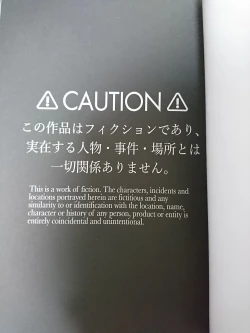 ⚠ CAUTION ⚠
この作品はフィクションであり、
実在する人物・事件・場所とは
一切関係ありません。
This is a work of fiction. The characters, incidents and
locations portrayed herein are fictitious and any
similarity to or identification with the location, name,
character or history of any person, product or entity is
entirely coincidental and unintentional.